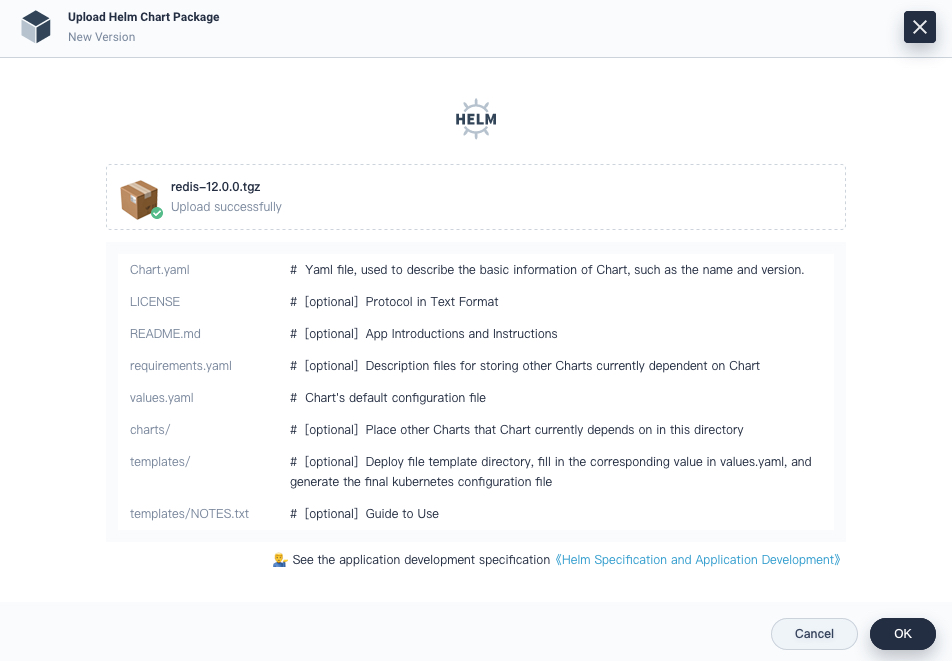 Upload Helm Chart Package
New Version
HELM
redis-12.0.0.tgz
Upload successfully
Chart.yaml # Yaml file, used to describe the basic information of Chart, such as the name and version.
LICENSE # [optional] Protocol in Text Format
README.md # [optional] App Introductions and Instructions
requirements.yaml # [optional] Description files for storing other Charts currently dependent on Chart
values.yaml # Chart's default configuration file
charts/ # [optional] Place other Charts that Chart currently depends on in this directory
templates/ # [optional] Deploy file template directory, fill in the corresponding value in values.yaml, and
generate the final kubernetes configuration file
templates/NOTES.txt # [optional] Guide to Use
See the application development specification 《Helm Specification and Application Development》
Cancel OK